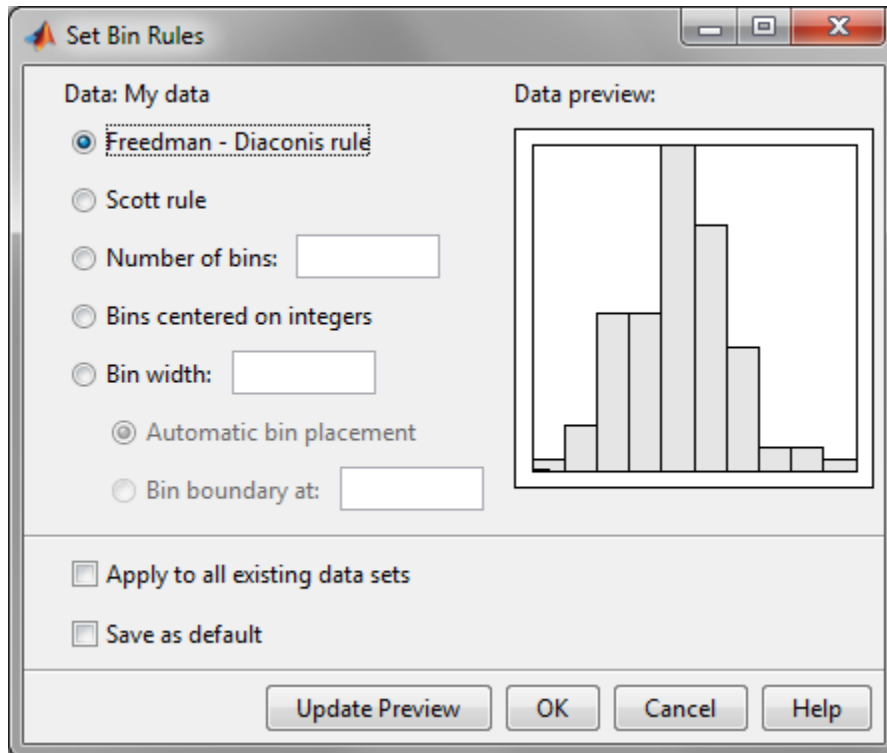 Set Bin Rules
Data: My data
Data preview:
Freedman - Diaconis rule
Scott rule
Number of bins:
Bins centered on integers
Bin width:
Automatic bin placement
Bin boundary at:
Apply to all existing data sets
Save as default
Update Preview OK Cancel Help